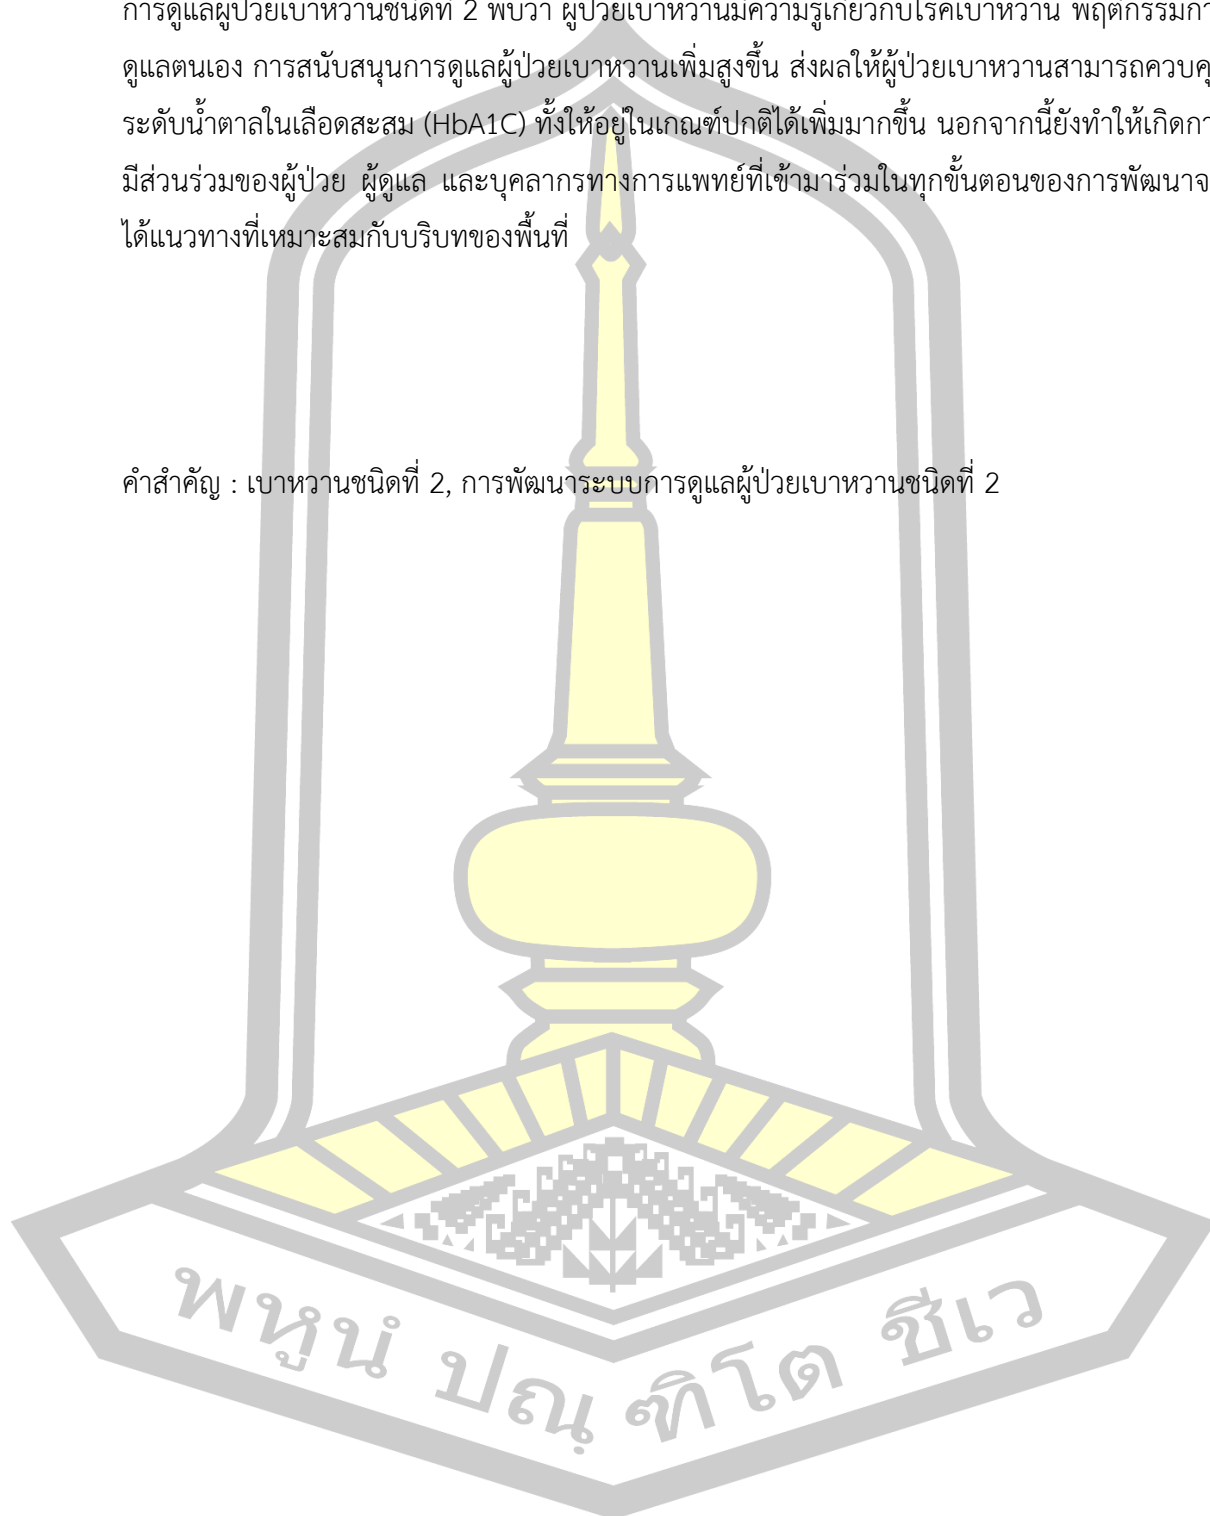 การดูแลผู้ป่วยเบาหวานชนิดที่ 2 พบว่า ผู้ป่วยเบาหวานมีความรู้เกี่ยวกับโรคเบาหวาน พฤติกรรมกา
ดูแลตนเอง การสนับสนุนการดูแลผู้ป่วยเบาหวานเพิ่มสูงขึ้น ส่งผลให้ผู้ป่วยเบาหวานสามารถควบคุ
ระดับน้ำตาลในเลือดสะสม (HbA1C) ทั้งให้อยู่ในเกณฑ์ปกติได้เพิ่มมากขึ้น นอกจากนี้ยังทำให้เกิดกา
มีส่วนร่วมของผู้ป่วย ผู้ดูแล และบุคลากรทางการแพทย์ที่เข้ามาร่วมในทุกขั้นตอนของการพัฒนาจ
ได้แนวทางที่เหมาะสมกับบริบทของพื้นที่
คำสำคัญ : เบาหวานชนิดที่ 2, การพัฒนาระบบการดูแลผู้ป่วยเบาหวานชนิดที่ 2
พหูนํ ปณฺฑิโต ชีเว